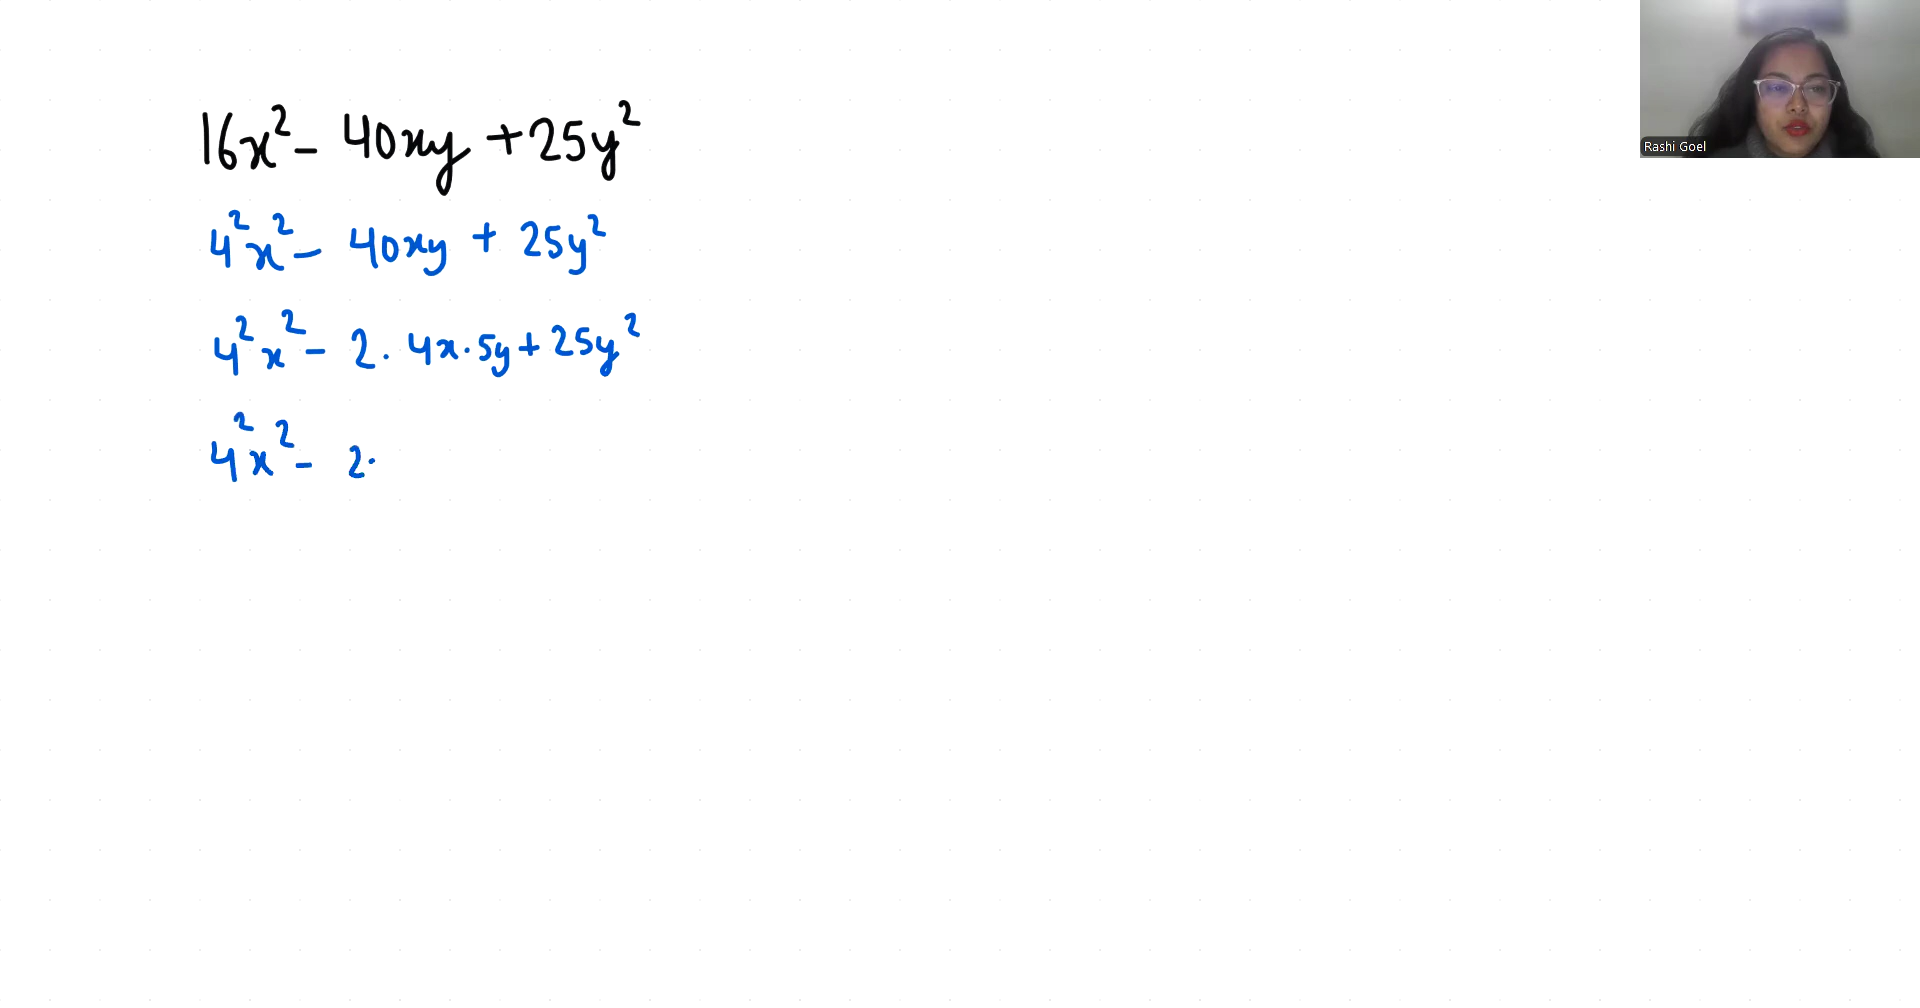 16x² - 40xy + 25y²
4²x² - 40xy + 25y²
4²x² - 2 · 4x · 5y + 25y²
4²x² - 2 ·
Rashi Goel